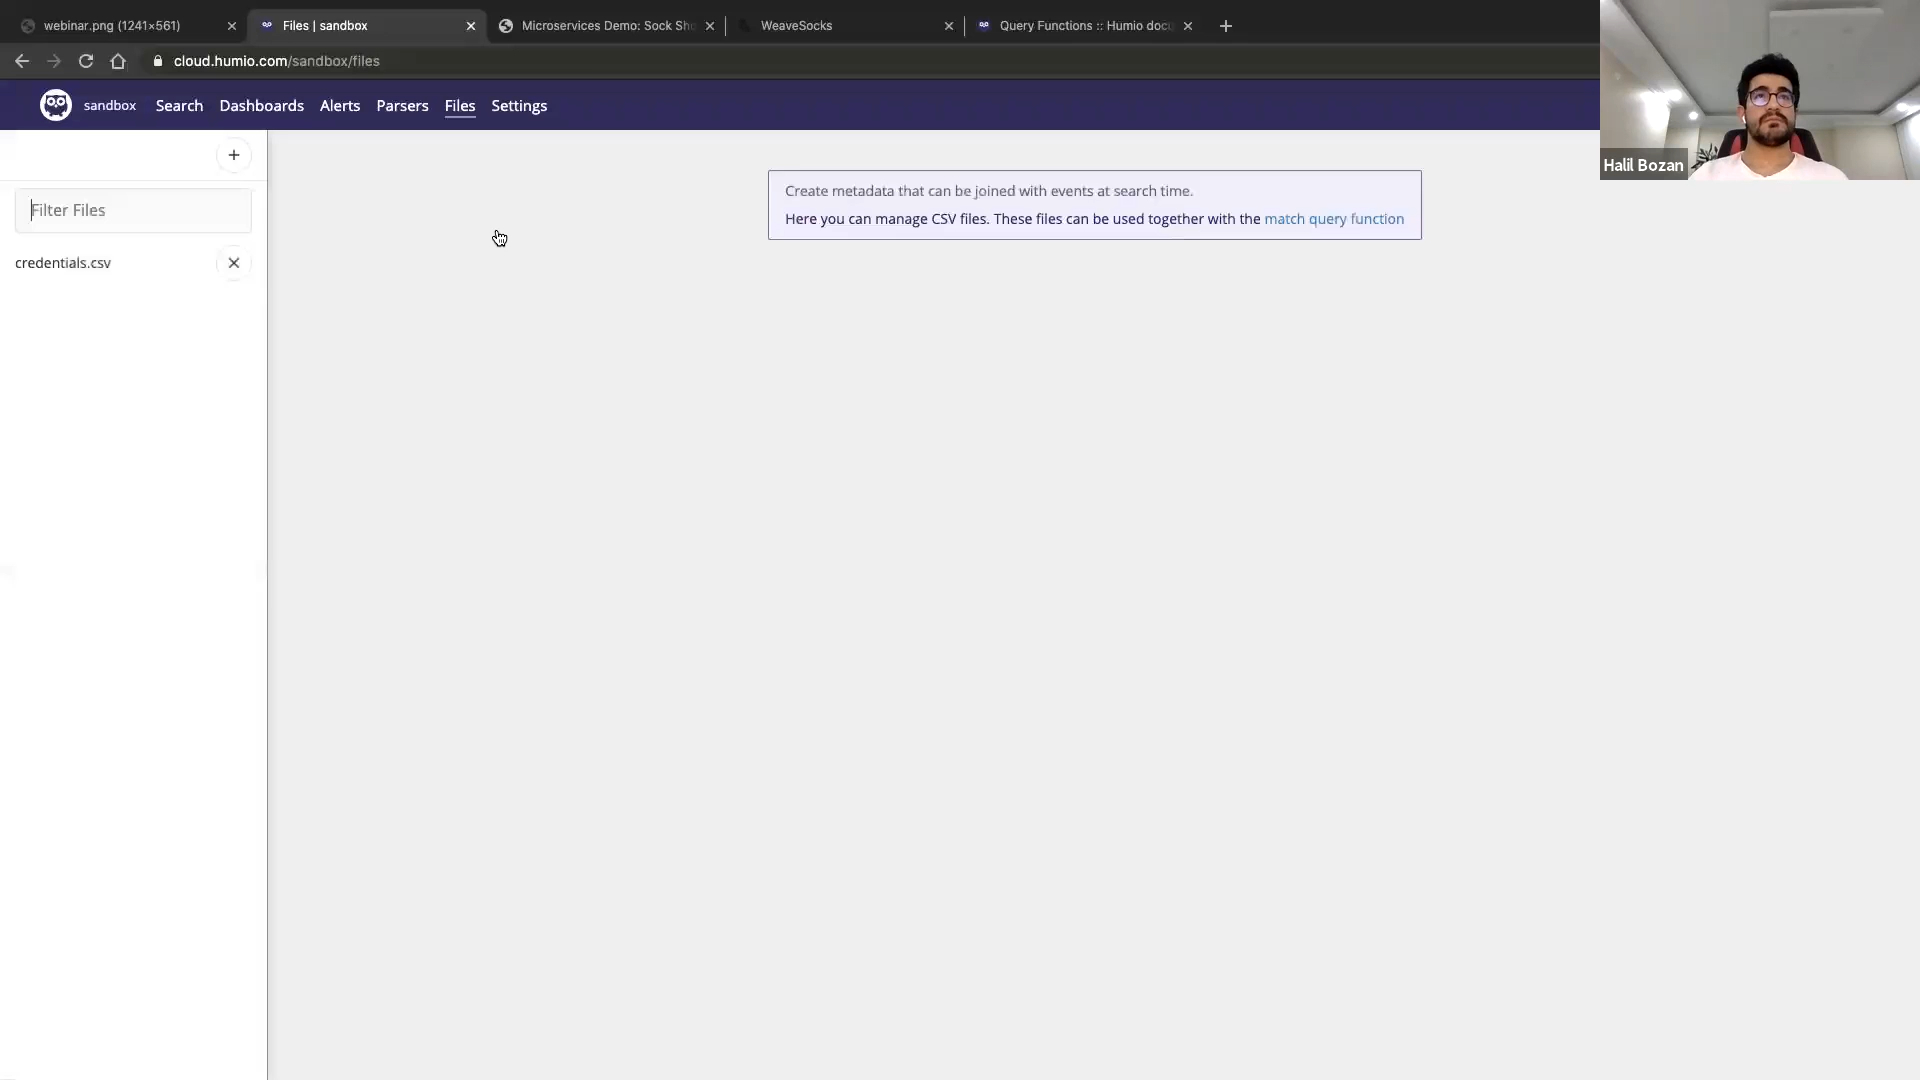 webinar.png (1241×561)
Files | sandbox
Microservices Demo: Sock Sho
WeaveSocks
Query Functions :: Humio docu
cloud.humio.com/sandbox/files
sandbox Search Dashboards Alerts Parsers Files Settings
Halil Bozan
Filter Files
credentials.csv
Create metadata that can be joined with events at search time.
Here you can manage CSV files. These files can be used together with the match query function